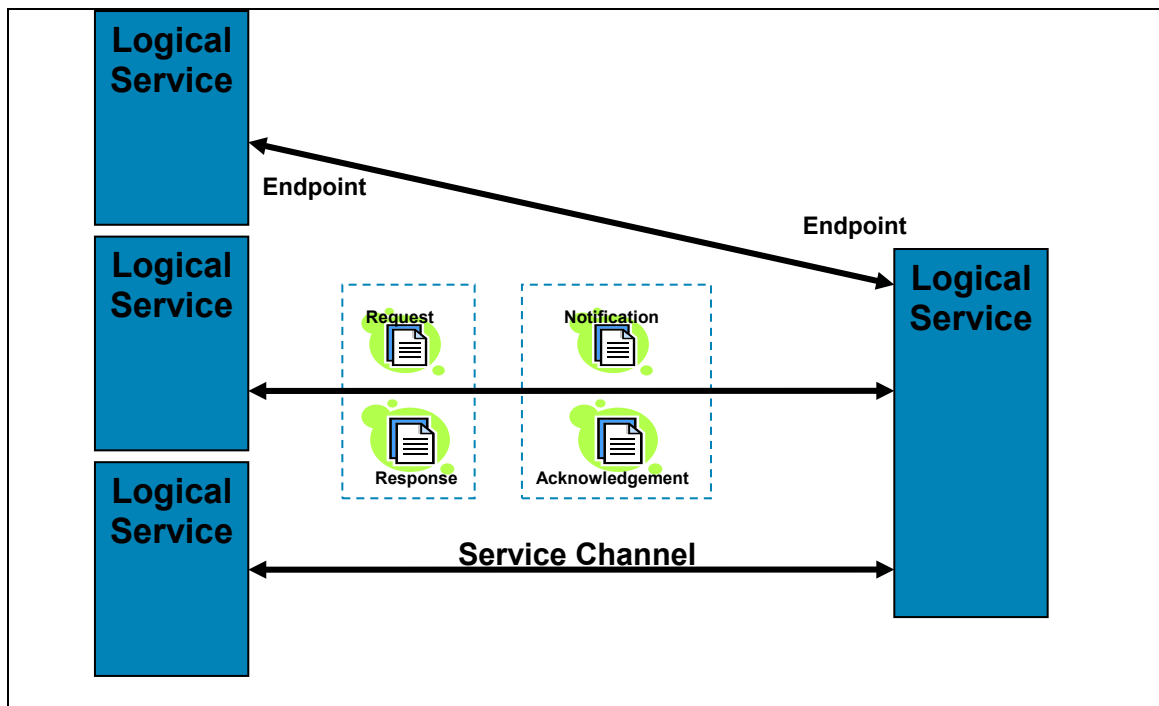 Logical
Service
Endpoint
Endpoint
Logical
Service
Logical
Service
Request
Notification
Response
Acknowledgement
Logical
Service
Service Channel